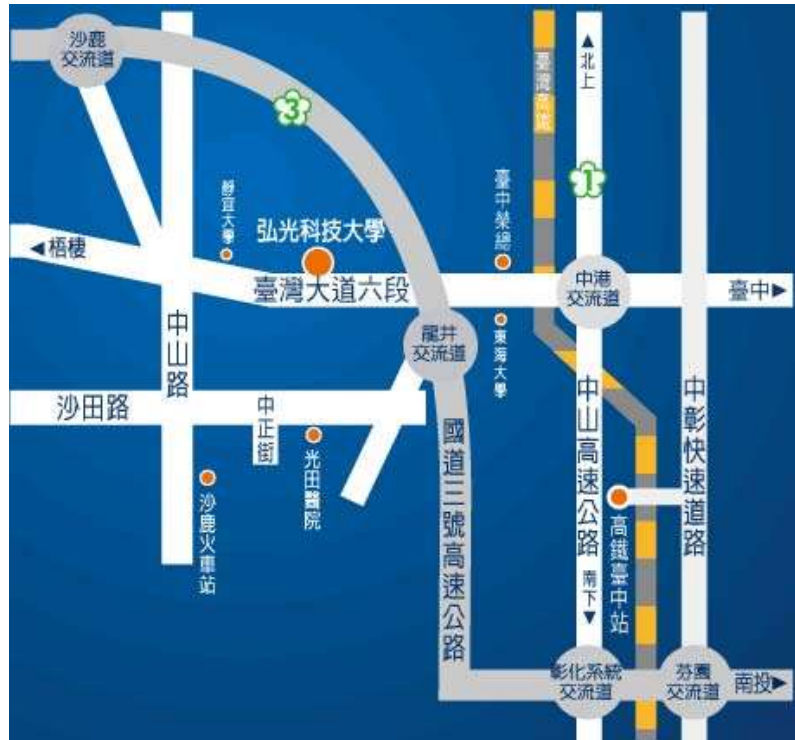 沙鹿
交流道
3
臺灣高鐵
▲北上
1
靜宜大學
弘光科技大學
臺中榮總
◀梧棲
臺灣大道六段
中港
交流道
臺中▶
中山路
龍井
交流道
東海大學
沙田路
中正街
光田醫院
沙鹿火車站
國道三號高速公路
中山高速公路
南下▼
高鐵臺中站
中彰快速道路
彰化系統
交流道
芬園
交流道
南投▶